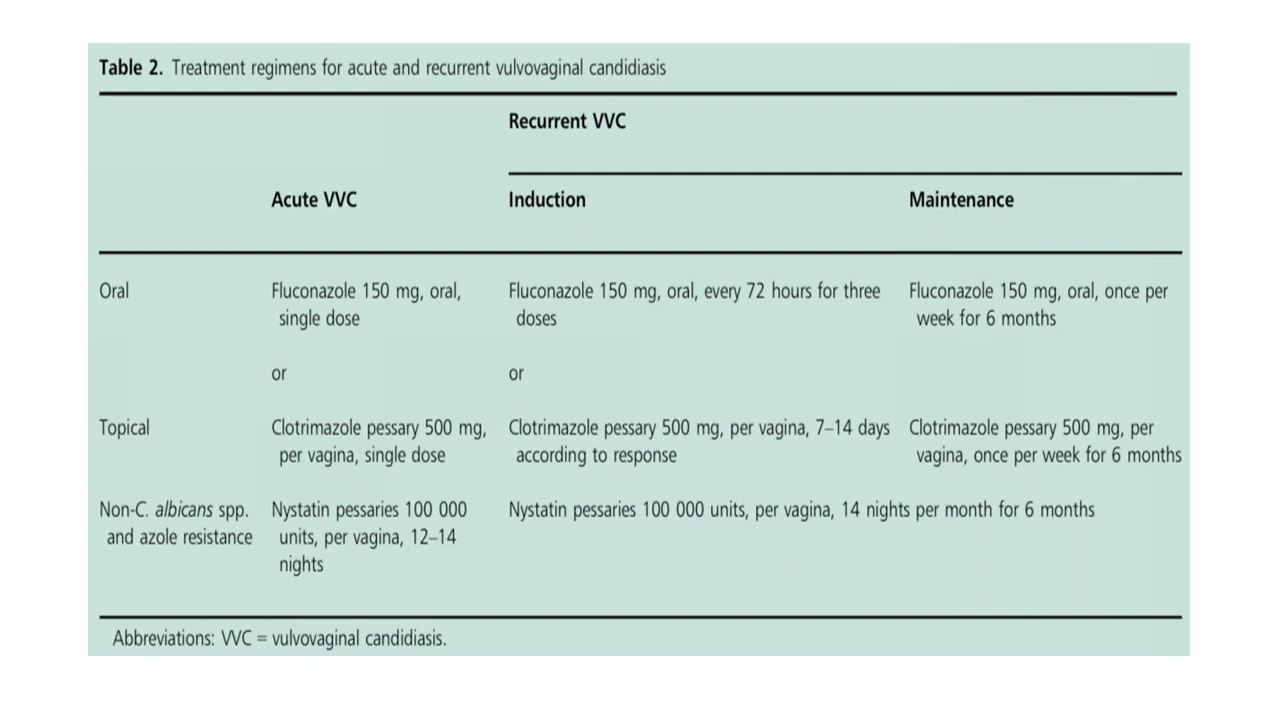 Table 2. Treatment regimens for acute and recurrent vulvovaginal candidiasis
Recurrent VVC
Acute VVC Induction Maintenance
Oral Fluconazole 150 mg, oral, Fluconazole 150 mg, oral, every 72 hours for three Fluconazole 150 mg, oral, once per
single dose doses week for 6 months
or or
Topical Clotrimazole pessary 500 mg, Clotrimazole pessary 500 mg, per vagina, 7–14 days Clotrimazole pessary 500 mg, per
per vagina, single dose according to response vagina, once per week for 6 months
Non-C. albicans spp. Nystatin pessaries 100 000 Nystatin pessaries 100 000 units, per vagina, 14 nights per month for 6 months
and azole resistance units, per vagina, 12–14
nights
Abbreviations: VVC = vulvovaginal candidiasis.